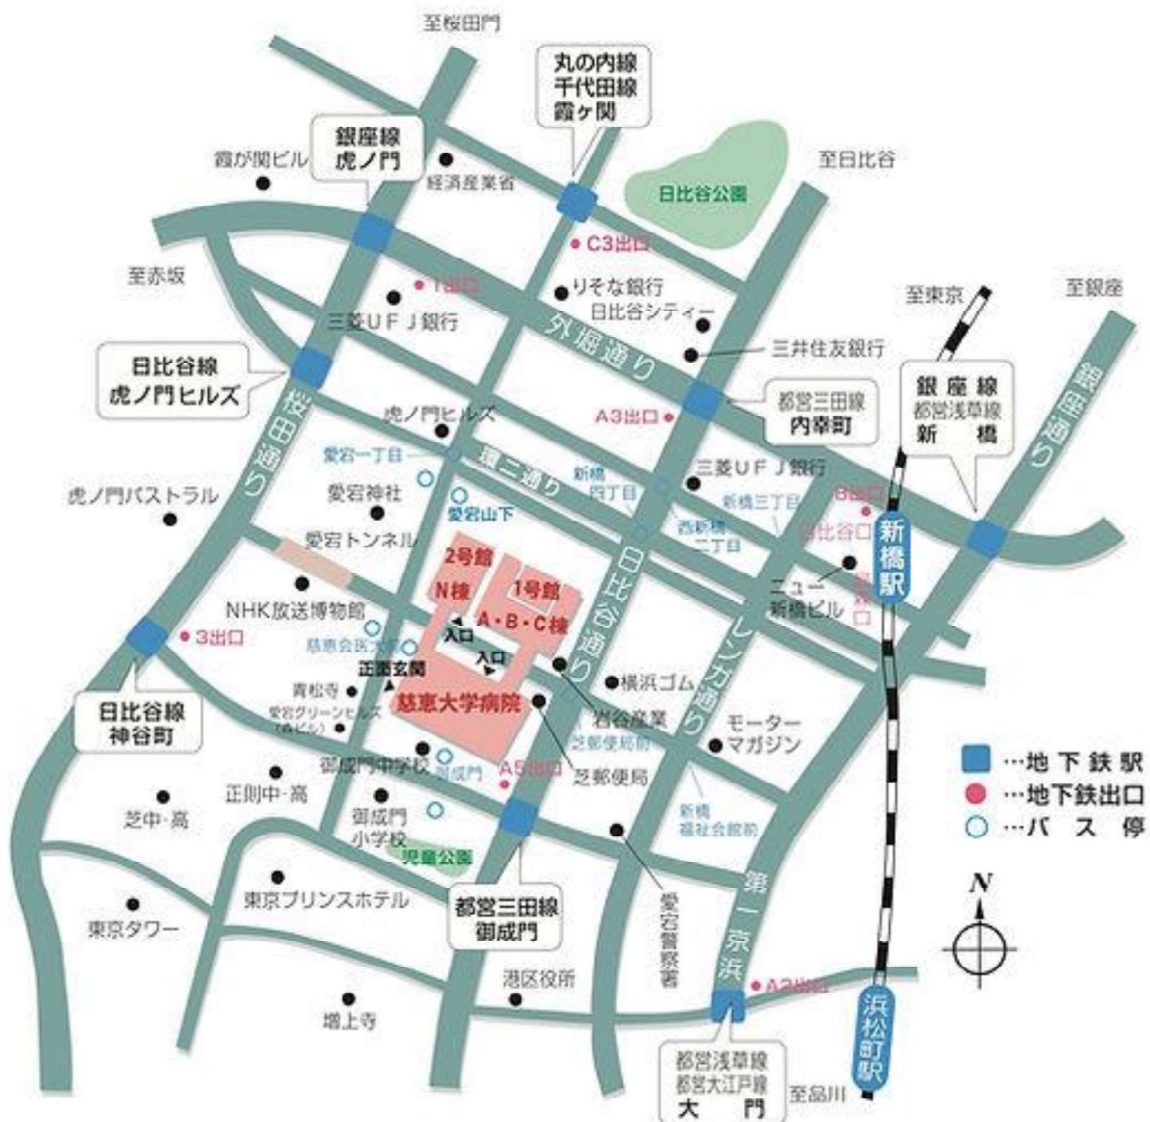 至桜田門
丸の内線
千代田線
霞ヶ関
銀座線
虎ノ門
霞が関ビル
経済産業省
至日比谷
日比谷公園
C3出口
至赤坂
1出口
りそな銀行
日比谷シティー
至東京
至銀座
三菱UFJ銀行
外堀通り
三井住友銀行
日比谷線
虎ノ門ヒルズ
銀座線
都営浅草線
新橋
都営三田線
内幸町
銀座通り
桜田通り
虎ノ門ヒルズ
A3出口
愛宕一丁目
環二通り
新橋
四丁目
三菱UFJ銀行
虎ノ門パストラル
愛宕神社
愛宕山下
西新橋
二丁目
新橋三丁目
8出口
日比谷口
新橋駅
愛宕トンネル
2号館
N棟
1号館
A・B・C棟
日比谷通り
ニュー
新橋ビル
NHK放送博物館
入口
入口
レンガ通り
3出口
正面玄関
慈恵大学病院
青松寺
愛宕グリーンヒルズ
(森ビル)
横浜ゴム
岩谷産業
日比谷線
神谷町
モーター
マガジン
芝郵便局前
御成門中学校
御成門
A5出口
芝郵便局
…地下鉄駅
…地下鉄出口
…バス停
正則中・高
芝中・高
御成門
小学校
新橋
福祉会館前
児童公園
東京プリンスホテル
都営三田線
御成門
第一京浜
愛宕警察署
N
東京タワー
港区役所
A2出口
増上寺
浜松町駅
都営浅草線
都営大江戸線
大門
至品川